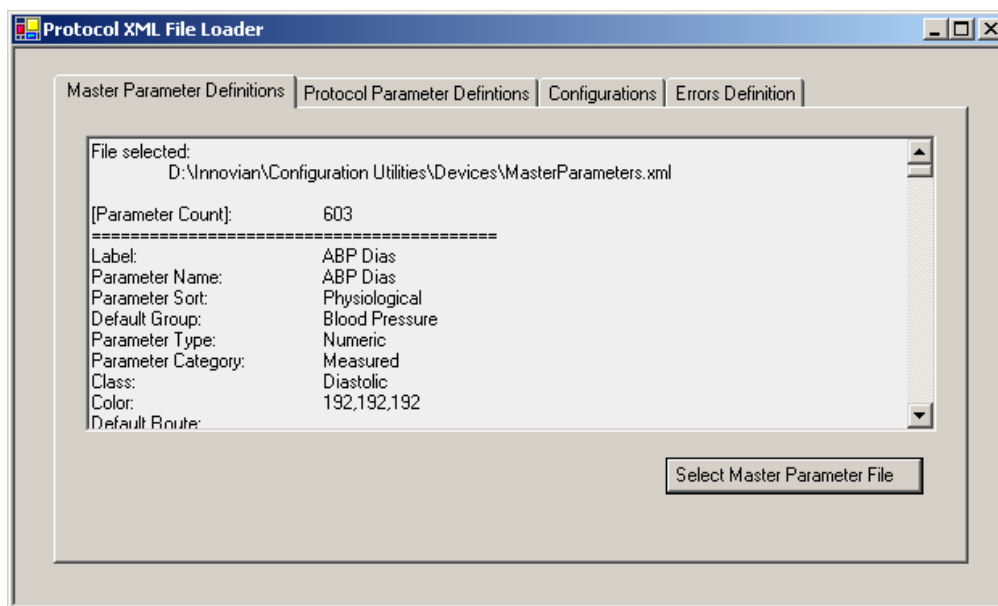 Protocol XML File Loader
Master Parameter Definitions Protocol Parameter Defintions Configurations Errors Definition
File selected:
D:\Innovian\Configuration Utilities\Devices\MasterParameters.xml
[Parameter Count]: 603
==========================================
Label: ABP Dias
Parameter Name: ABP Dias
Parameter Sort: Physiological
Default Group: Blood Pressure
Parameter Type: Numeric
Parameter Category: Measured
Class: Diastolic
Color: 192,192,192
Default Route:
Select Master Parameter File